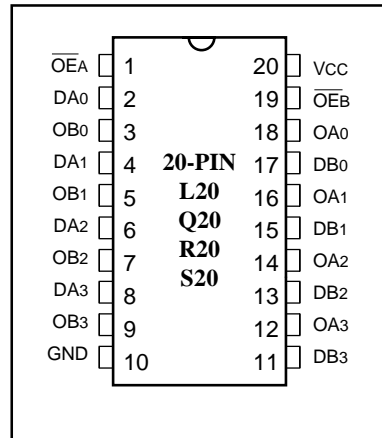 O̅E̅A 1 20 VCC
DA0 2 19 O̅E̅B
OB0 3 18 OA0
DA1 4 20-PIN 17 DB0
OB1 5 L20 16 OA1
DA2 6 Q20 15 DB1
OB2 7 R20 14 OA2
DA3 8 S20 13 DB2
OB3 9 12 OA3
GND 10 11 DB3